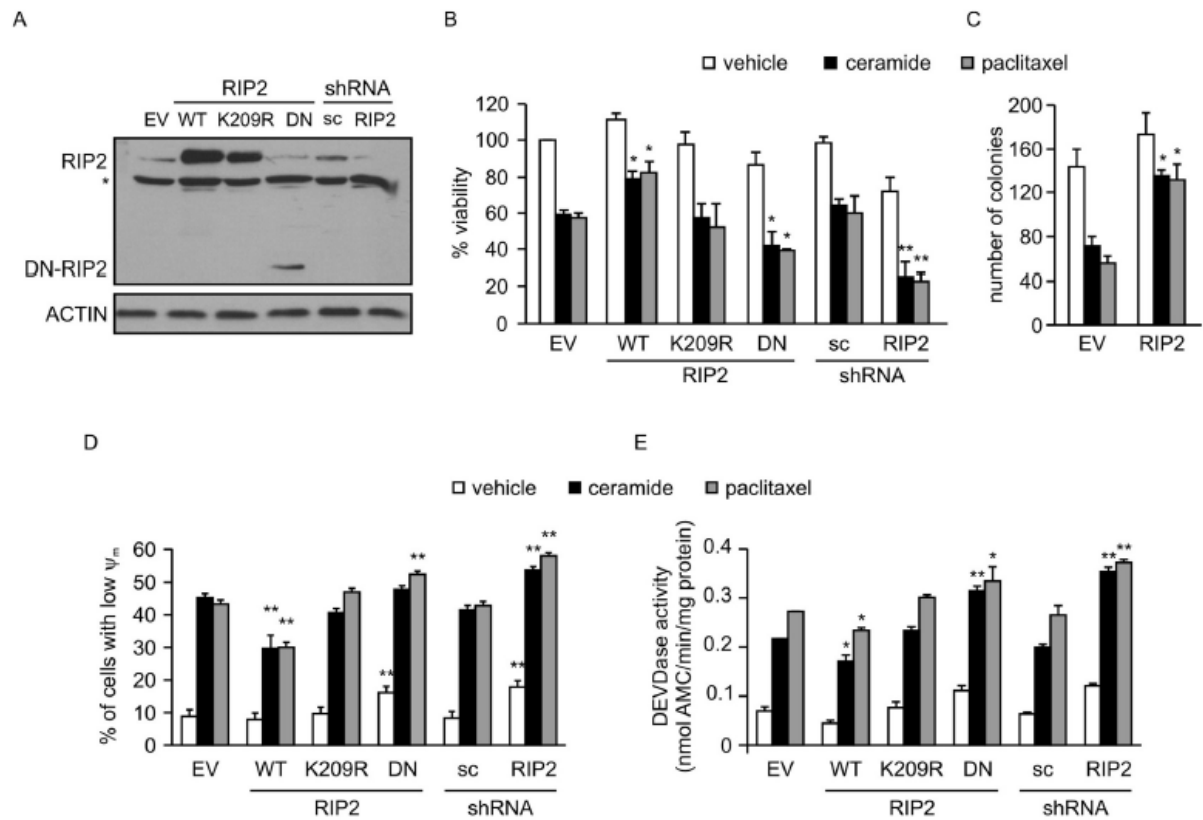 A
RIP2 shRNA
EV WT K209R DN sc RIP2
RIP2
*
DN-RIP2
ACTIN
B
C
vehicle ceramide paclitaxel
% viability
120
100
80
60
40
20
0
* * * * ** **
EV WT K209R DN sc RIP2
RIP2 shRNA
number of colonies
200
160
120
80
40
0
* *
EV RIP2
D
E
vehicle ceramide paclitaxel
% of cells with low ψm
60
50
40
30
20
10
0
** ** ** ** ** ** **
EV WT K209R DN sc RIP2
RIP2 shRNA
vehicle ceramide paclitaxel
DEVDase activity
(nmol AMC/min/mg protein)
0.4
0.3
0.2
0.1
0
* * ** * ** **
EV WT K209R DN sc RIP2
RIP2 shRNA